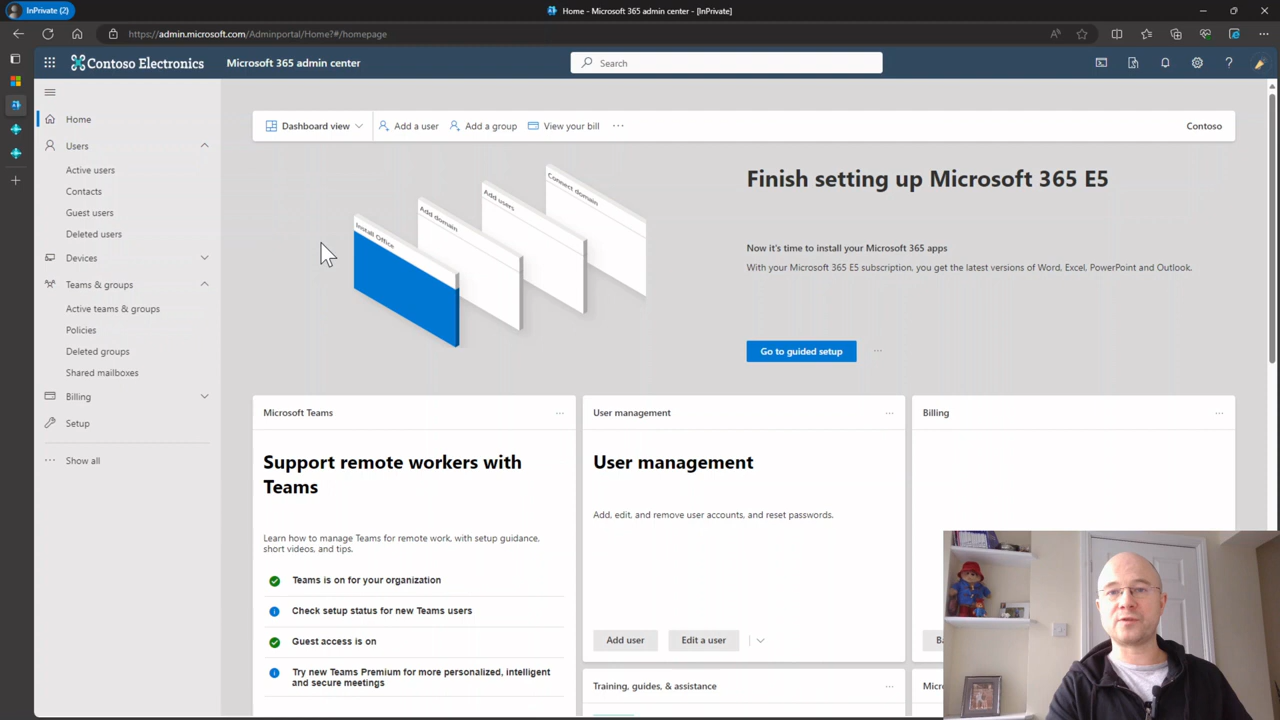 InPrivate (2)
Home - Microsoft 365 admin center - [InPrivate]
https://admin.microsoft.com/Adminportal/Home?#/homepage
Contoso Electronics
Microsoft 365 admin center
Search
Home
Users
Active users
Contacts
Guest users
Deleted users
Devices
Teams & groups
Active teams & groups
Policies
Deleted groups
Shared mailboxes
Billing
Setup
Show all
Dashboard view
Add a user
Add a group
View your bill
Contoso
Install Office
Add domain
Add users
Connect domain
Finish setting up Microsoft 365 E5
Now it's time to install your Microsoft 365 apps
With your Microsoft 365 E5 subscription, you get the latest versions of Word, Excel, PowerPoint and Outlook.
Go to guided setup
Microsoft Teams
Support remote workers with
Teams
Learn how to manage Teams for remote work, with setup guidance,
short videos, and tips.
Teams is on for your organization
Check setup status for new Teams users
Guest access is on
Try new Teams Premium for more personalized, intelligent
and secure meetings
User management
User management
Add, edit, and remove user accounts, and reset passwords.
Add user
Edit a user
Training, guides, & assistance
Billing